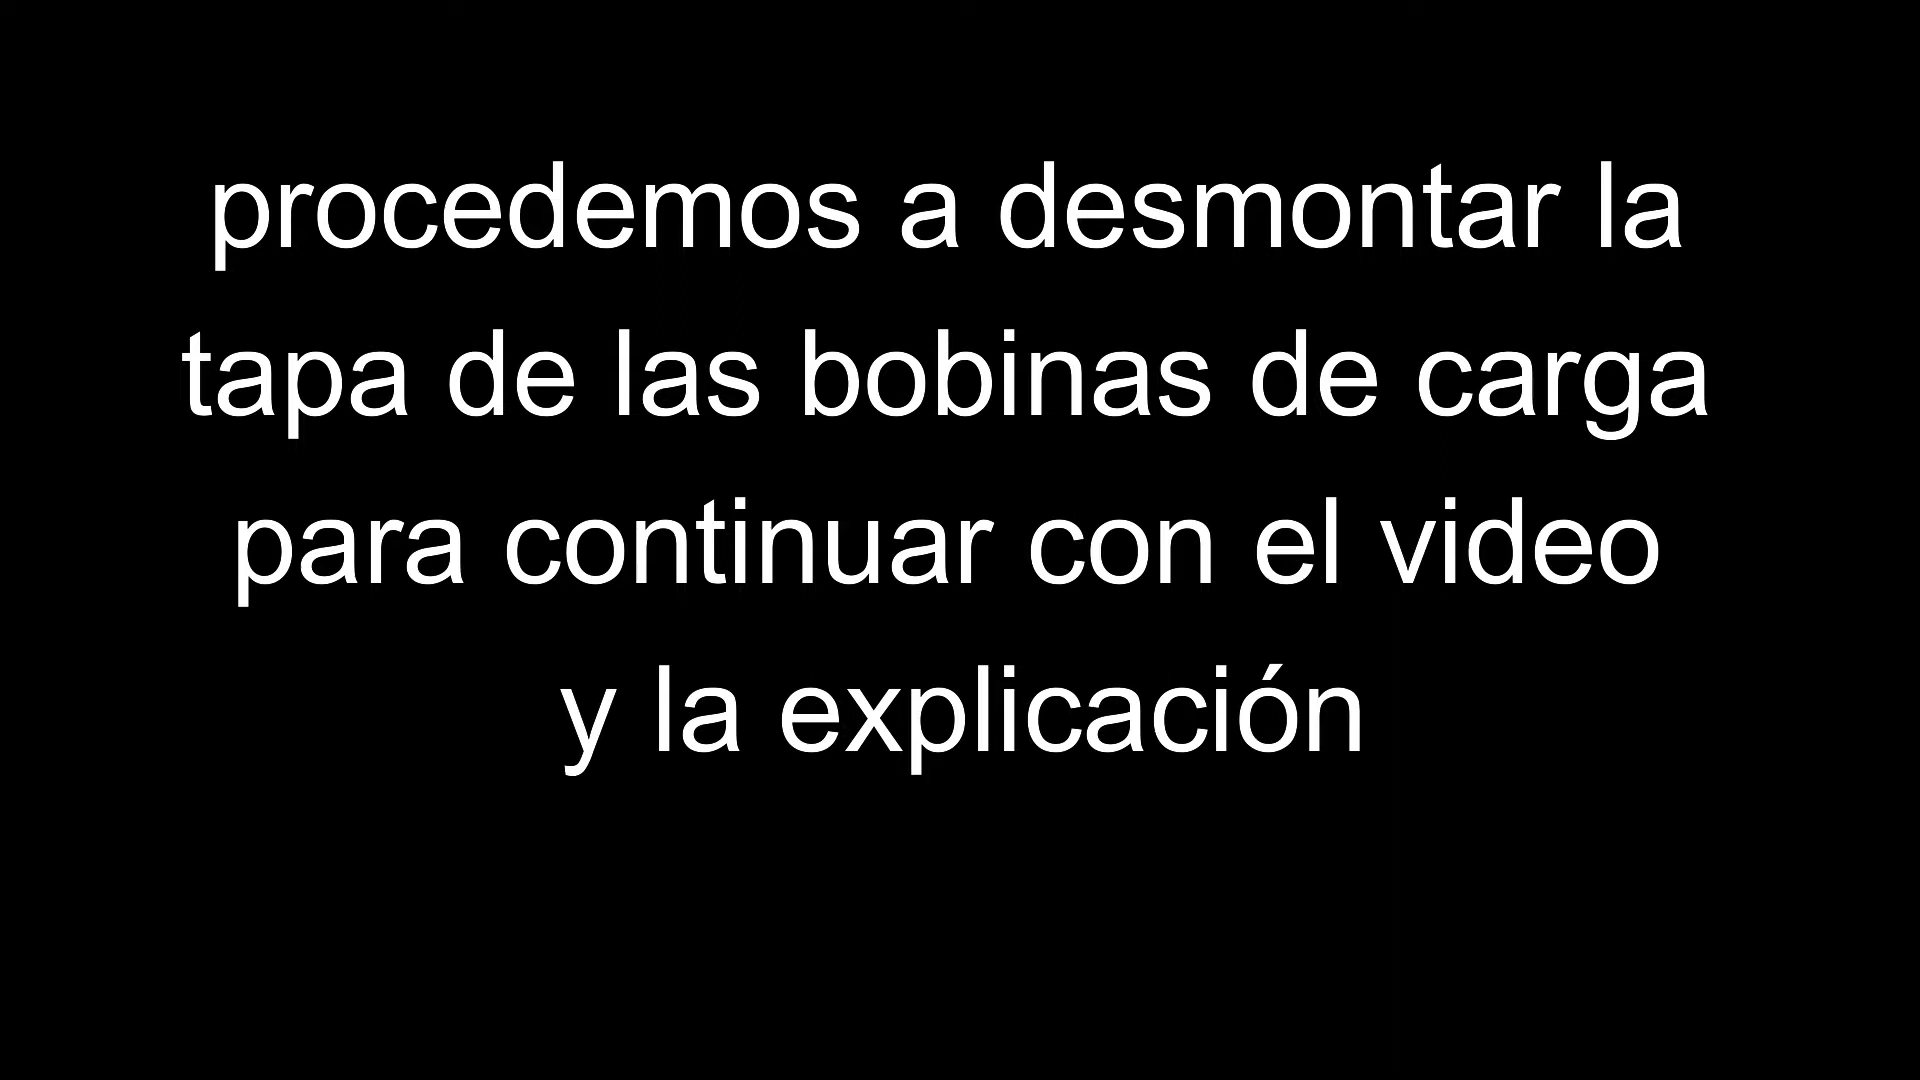 procedemos a desmontar la
tapa de las bobinas de carga
para continuar con el video
y la explicación